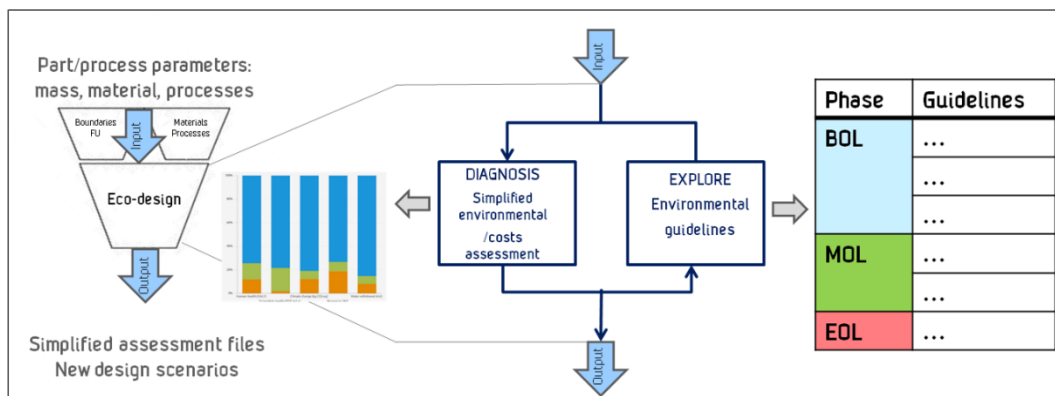 Part/process parameters:
mass, material, processes
Boundaries
FU
Input
Materials
Processes
Eco-design
Output
Simplified assessment files
New design scenarios
100%
Input
DIAGNOSIS
Simplified
environmental
/costs
assessment
EXPLORE
Environmental
guidelines
Output
Phase Guidelines
BOL ...
...
...
MOL ...
...
EOL ...